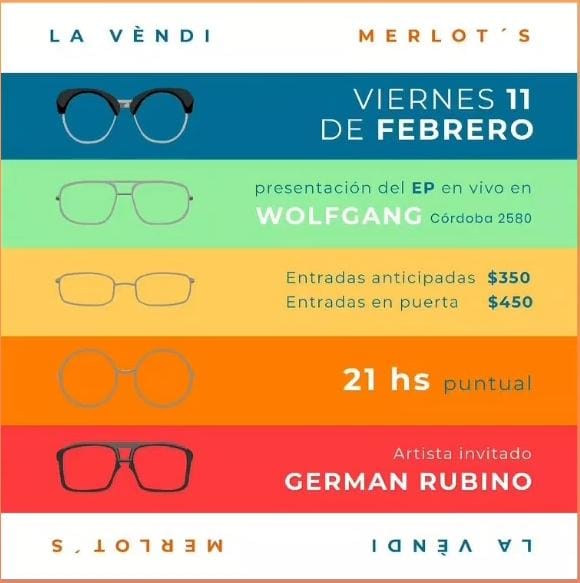 LA VÈNDI MERLOT´S
VIERNES 11
DE FEBRERO
presentación del EP en vivo en
WOLFGANG Córdoba 2580
Entradas anticipadas $350
Entradas en puerta $450
21 hs puntual
Artista invitado
GERMAN RUBINO
LA VÈNDI MERLOT´S